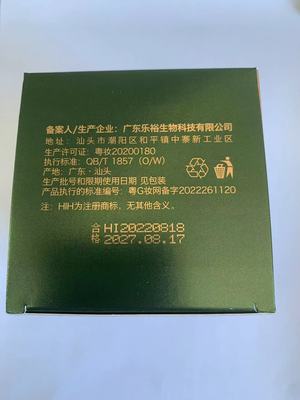 备案人/生产企业：广东乐裕生物科技有限公司
地址：汕头市潮阳区和平镇中寨新工业区
生产许可证：粤妆20200180
执行标准：QB/T 1857（O/W）
产地：广东·汕头
生产批号和限期使用日期 见包装
产品执行的标准编号：粤G妆网备字2022261120
注：HIH为注册商标，无其他含义。
合格 HI20220818
2027.08.17